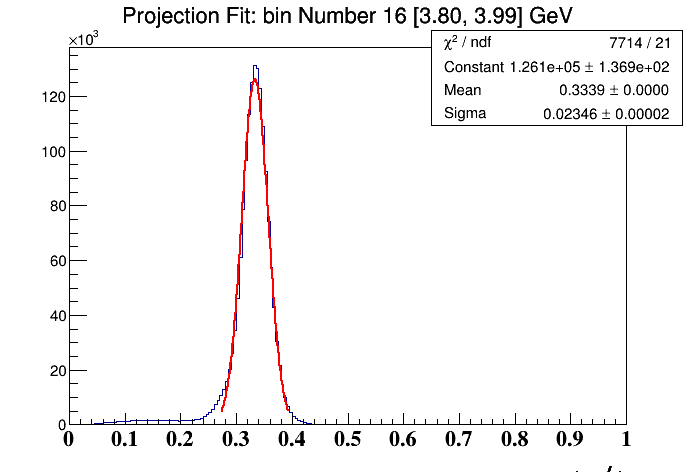 Projection Fit: bin Number 16 [3.80, 3.99] GeV
×10³
χ² / ndf 7714 / 21
Constant 1.261e+05 ± 1.369e+02
Mean 0.3339 ± 0.0000
Sigma 0.02346 ± 0.00002
120
100
80
60
40
20
0
0 0.1 0.2 0.3 0.4 0.5 0.6 0.7 0.8 0.9 1